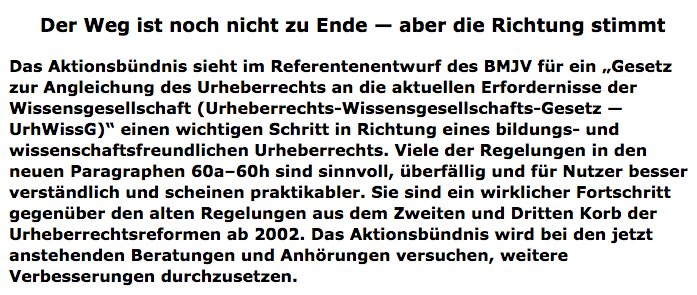 Der Weg ist noch nicht zu Ende — aber die Richtung stimmt
Das Aktionsbündnis sieht im Referentenentwurf des BMJV für ein „Gesetz
zur Angleichung des Urheberrechts an die aktuellen Erfordernisse der
Wissensgesellschaft (Urheberrechts-Wissensgesellschafts-Gesetz —
UrhWissG)“ einen wichtigen Schritt in Richtung eines bildungs- und
wissenschaftsfreundlichen Urheberrechts. Viele der Regelungen in den
neuen Paragraphen 60a–60h sind sinnvoll, überfällig und für Nutzer besser
verständlich und scheinen praktikabler. Sie sind ein wirklicher Fortschritt
gegenüber den alten Regelungen aus dem Zweiten und Dritten Korb der
Urheberrechtsreformen ab 2002. Das Aktionsbündnis wird bei den jetzt
anstehenden Beratungen und Anhörungen versuchen, weitere
Verbesserungen durchzusetzen.